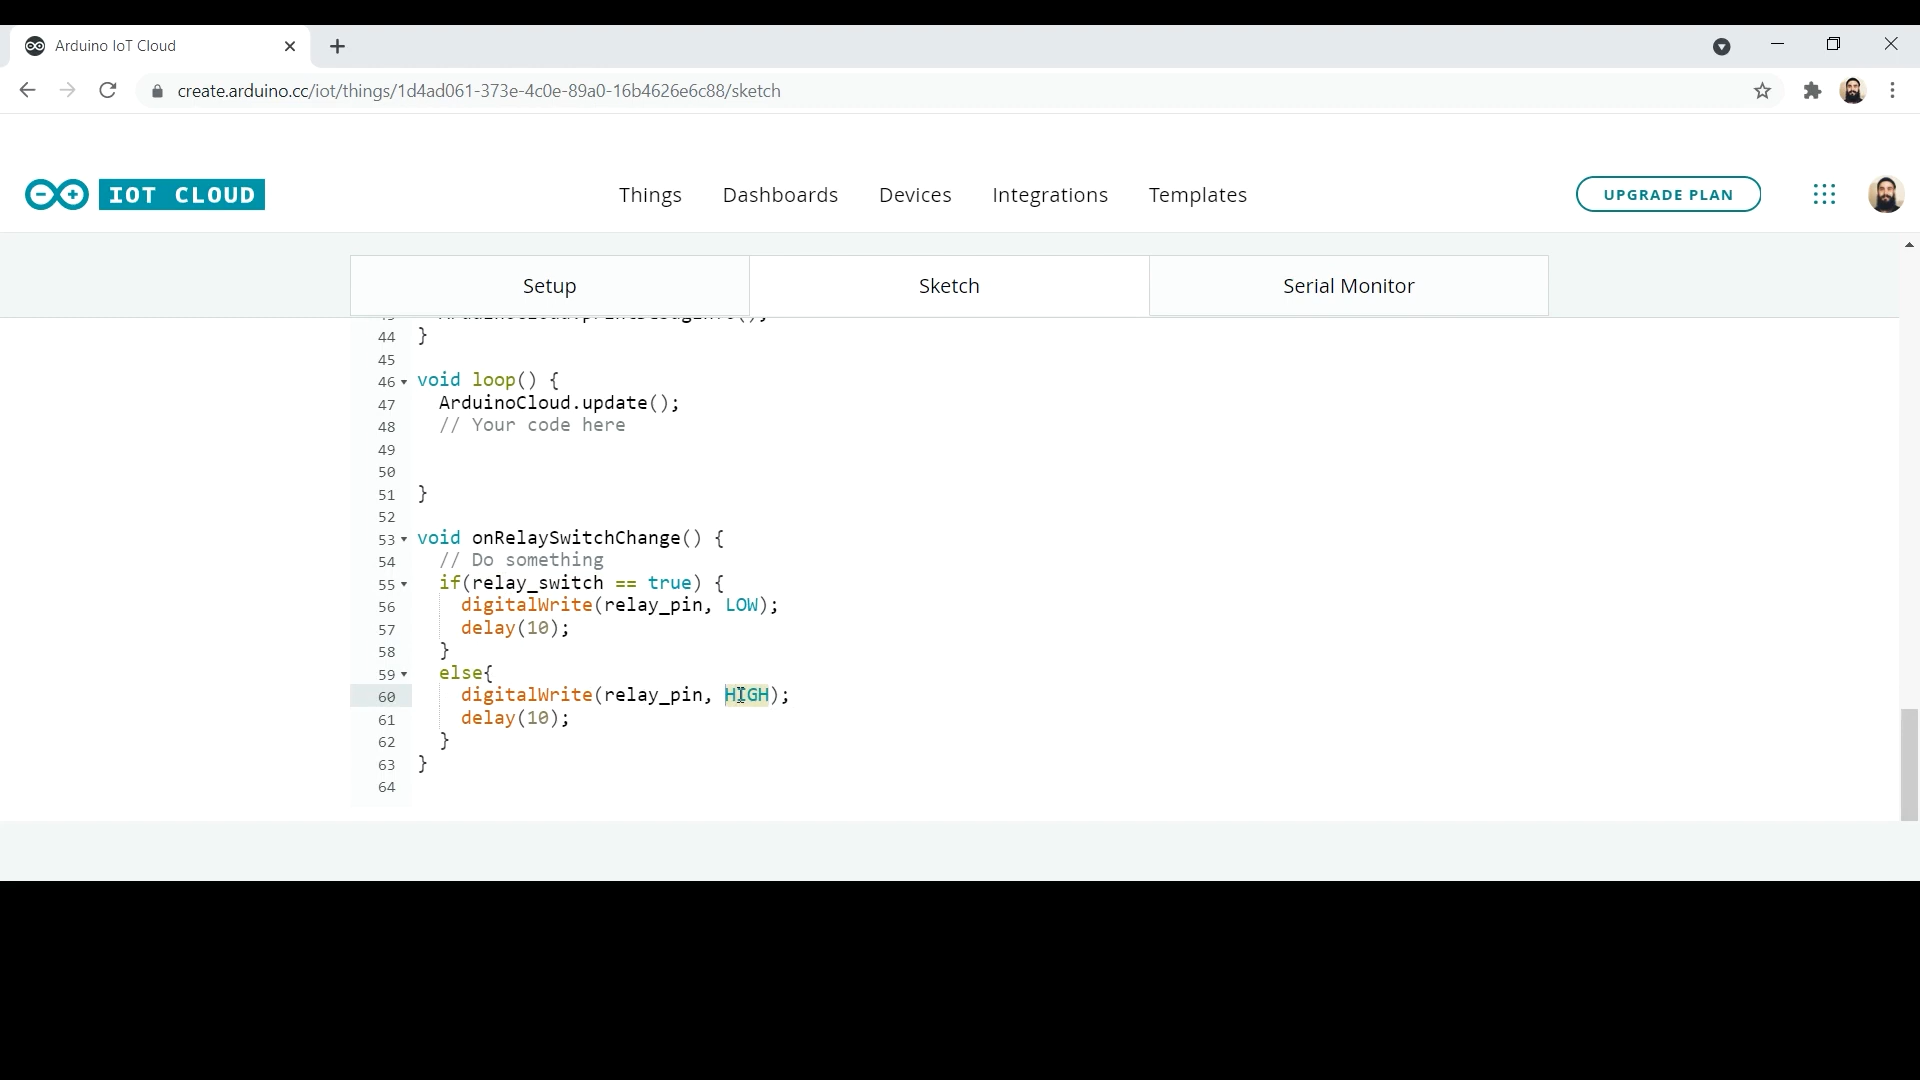 Arduino IoT Cloud
create.arduino.cc/iot/things/1d4ad061-373e-4c0e-89a0-16b4626e6c88/sketch
IOT CLOUD
Things Dashboards Devices Integrations Templates
UPGRADE PLAN
Setup Sketch Serial Monitor
44 }
45
46 void loop() {
47 ArduinoCloud.update();
48 // Your code here
49
50
51 }
52
53 void onRelaySwitchChange() {
54 // Do something
55 if(relay_switch == true) {
56 digitalWrite(relay_pin, LOW);
57 delay(10);
58 }
59 else{
60 digitalWrite(relay_pin, HIGH);
61 delay(10);
62 }
63 }
64